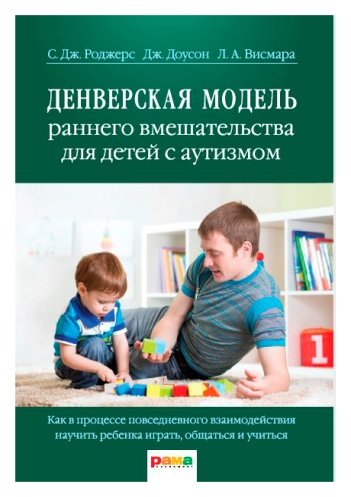 С. Дж. Роджерс Дж. Доусон Л. А. Висмара
ДЕНВЕРСКАЯ МОДЕЛЬ
раннего вмешательства
для детей с аутизмом
1
Как в процессе повседневного взаимодействия
научить ребенка играть, общаться и учиться
рама